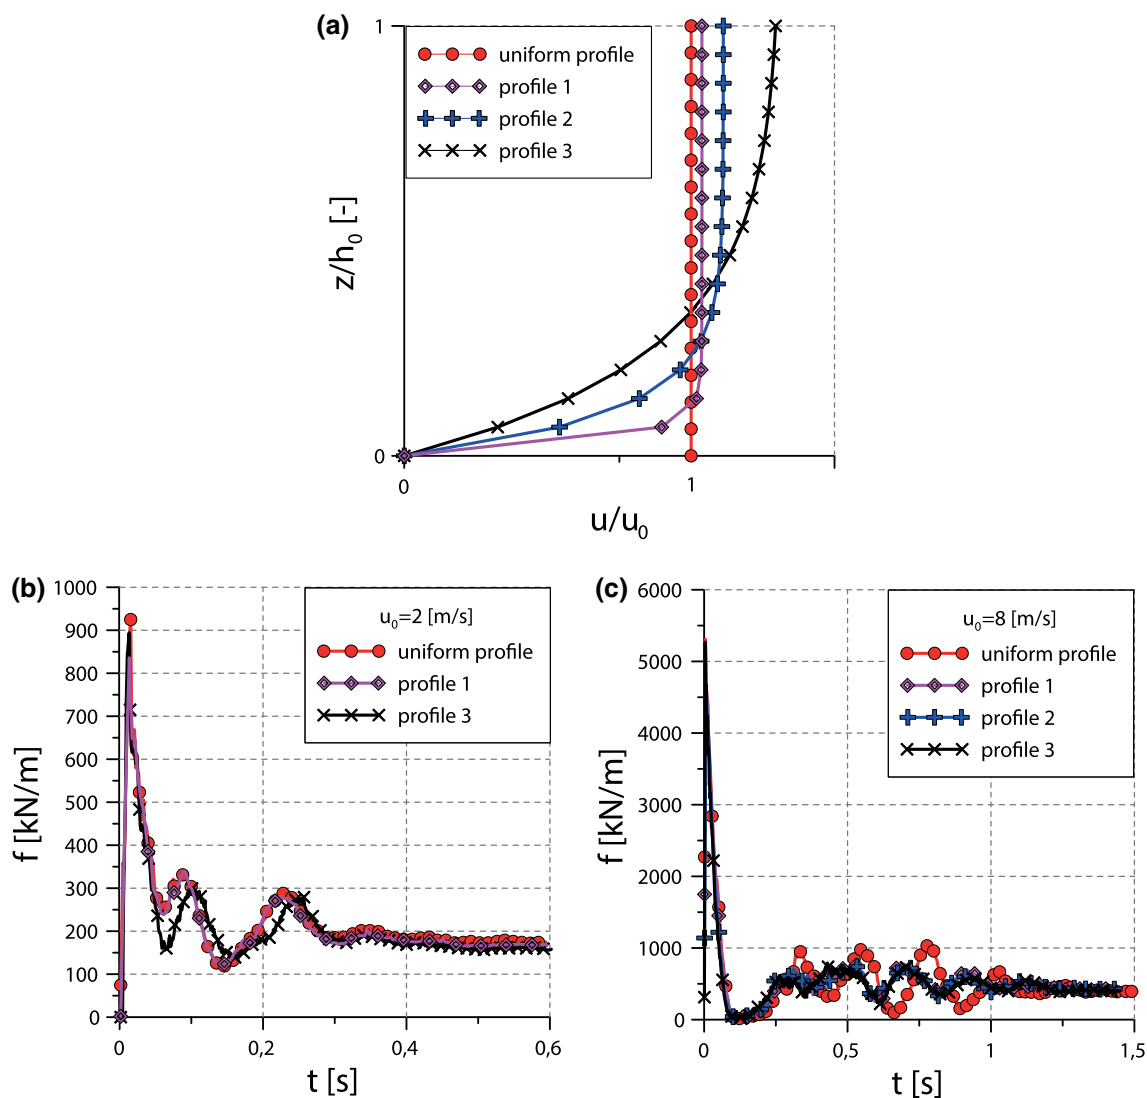 (a)
1
uniform profile
profile 1
profile 2
profile 3
z/h0 [-]
0
0
1
u/u0
(b)
1000
900
800
700
600
500
400
300
200
100
0
f [kN/m]
u0=2 [m/s]
uniform profile
profile 1
profile 3
0
0,2
0,4
0,6
t [s]
(c)
6000
5000
4000
3000
2000
1000
0
f [kN/m]
u0=8 [m/s]
uniform profile
profile 1
profile 2
profile 3
0
0,5
1
1,5
t [s]